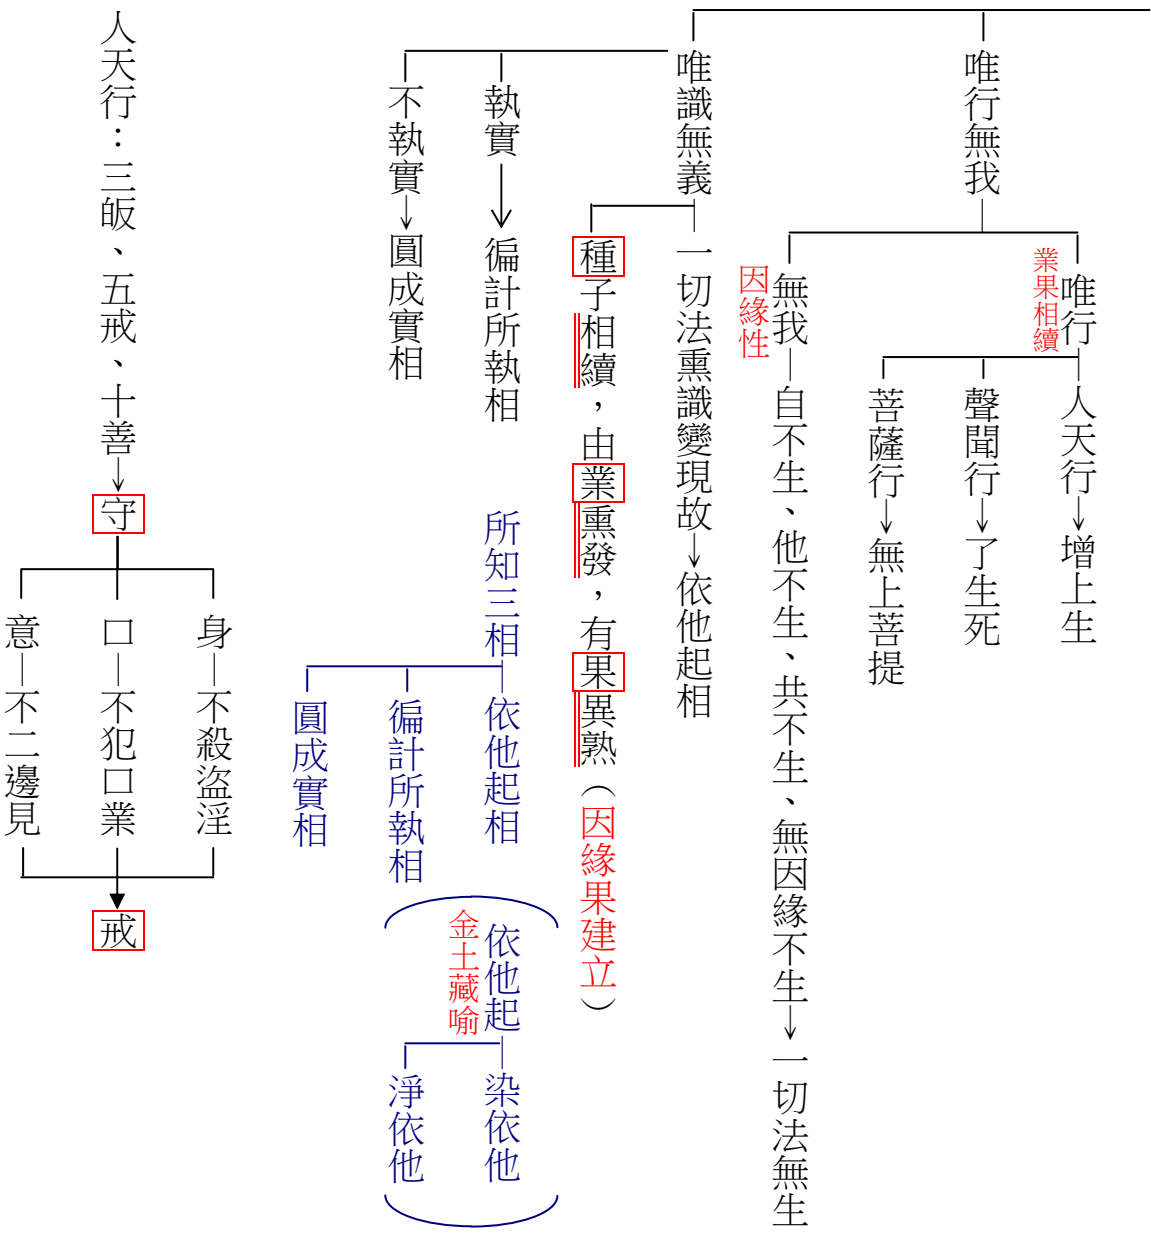 唯行無我
唯行
業果相續
人天行→增上生
聲聞行→了生死
菩薩行→無上菩提
無我—自不生、他不生、共不生、無因緣不生→一切法無生
因緣性
唯識無義
一切法熏識變現故→依他起相
種子相續，由業熏發，有果異熟（因緣果建立）
執實→徧計所執相
不執實→圓成實相
所知三相
依他起相
徧計所執相
圓成實相
依他起
金土藏喻
染依他
淨依他
人天行：三皈、五戒、十善→守
身—不殺盜淫
口—不犯口業
意—不二邊見
戒